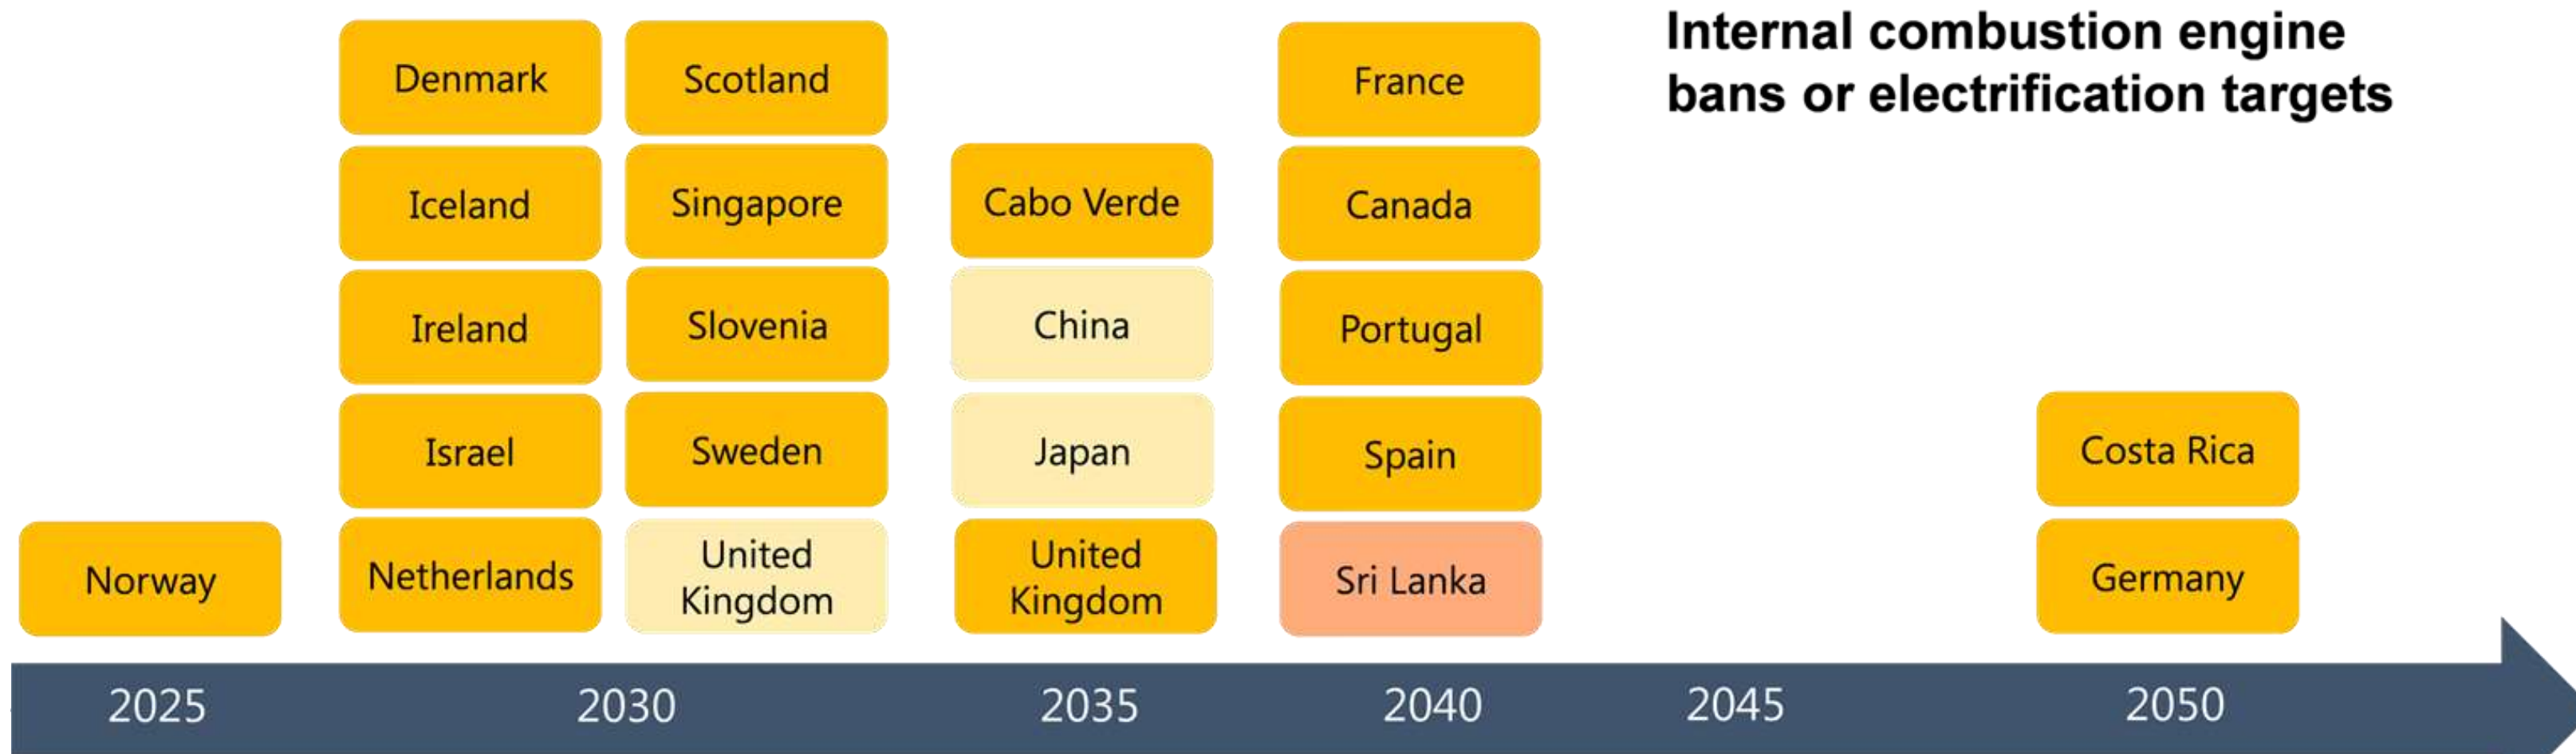 Internal combustion engine
bans or electrification targets
Denmark
Scotland
France
Iceland
Singapore
Cabo Verde
Canada
Ireland
Slovenia
China
Portugal
Israel
Sweden
Japan
Spain
Costa Rica
Norway
Netherlands
United
Kingdom
United
Kingdom
Sri Lanka
Germany
2025
2030
2035
2040
2045
2050